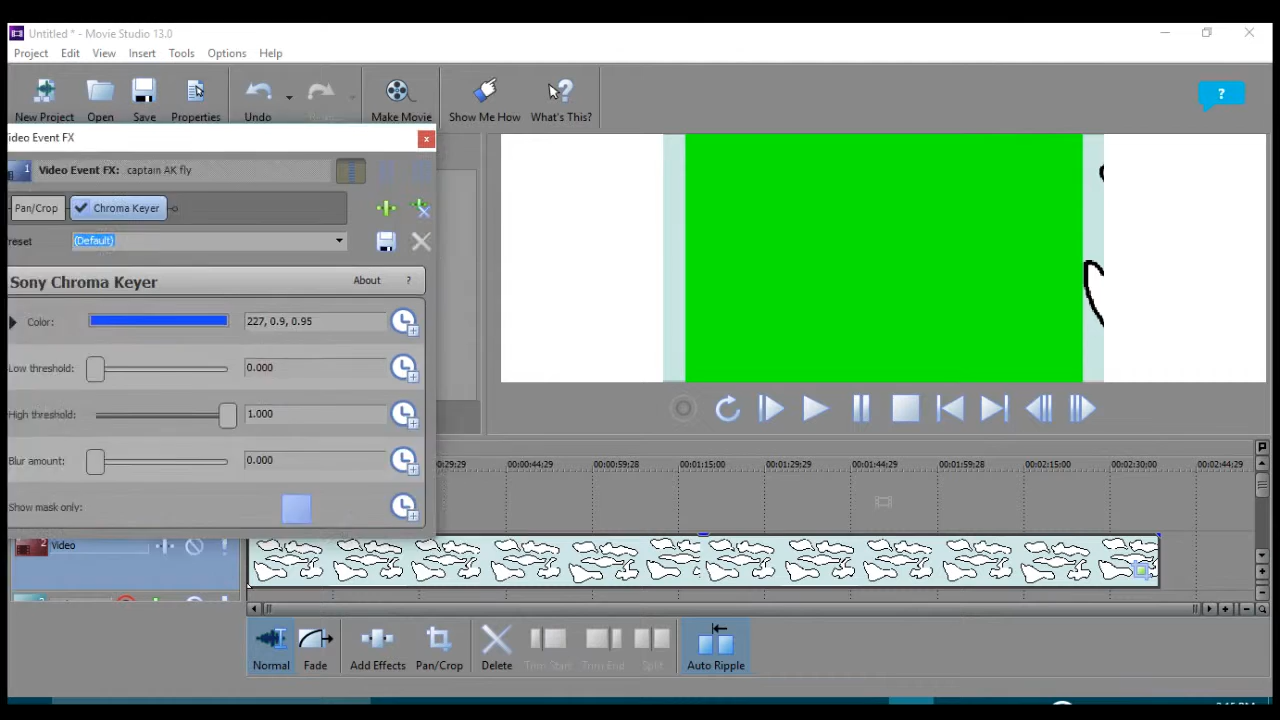 Untitled * - Movie Studio 13.0
Project Edit View Insert Tools Options Help
New Project Open Save Properties Undo Make Movie Show Me How What's This?
?
ideo Event FX
Video Event FX: captain AK fly
Pan/Crop Chroma Keyer
reset (Default)
Sony Chroma Keyer About ?
Color: 227, 0.9, 0.95
Low threshold: 0.000
High threshold: 1.000
Blur amount: 0.000
Show mask only:
00:29:29 00:00:44:29 00:00:59:28 00:01:15:00 00:01:29:29 00:01:44:29 00:01:59:28 00:02:15:00 00:02:30:00 00:02:44:29
2 Video
Normal Fade Add Effects Pan/Crop Delete Trim Start Trim End Split Auto Ripple